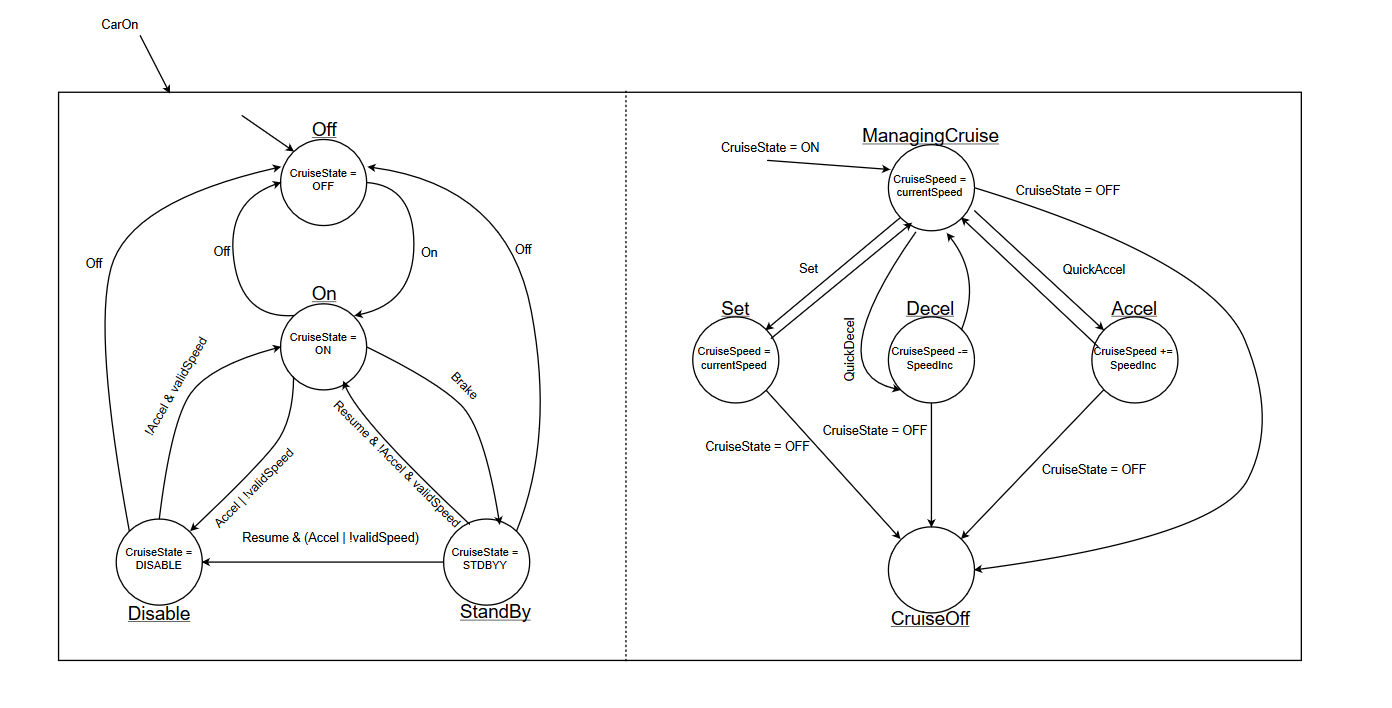 CarOn
Off
CruiseState =
OFF
Off
On
Off
Off
On
CruiseState =
ON
!Accel & validSpeed
Brake
Resume & !Accel & validSpeed
Accel | !validSpeed
Resume & (Accel | !validSpeed)
CruiseState =
DISABLE
Disable
CruiseState =
STDBYY
StandBy
ManagingCruise
CruiseState = ON
CruiseSpeed =
currentSpeed
CruiseState = OFF
Set
QuickAccel
QuickDecel
Set
CruiseSpeed =
currentSpeed
Decel
CruiseSpeed -=
SpeedInc
Accel
CruiseSpeed +=
SpeedInc
CruiseState = OFF
CruiseState = OFF
CruiseState = OFF
CruiseOff